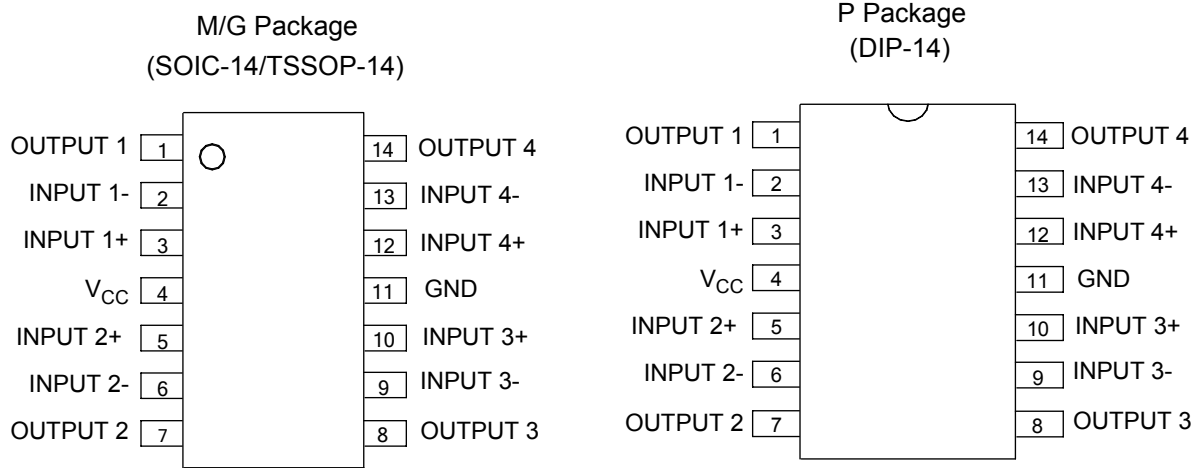 M/G Package
(SOIC-14/TSSOP-14)
OUTPUT 1 1 14 OUTPUT 4
INPUT 1- 2 13 INPUT 4-
INPUT 1+ 3 12 INPUT 4+
VCC 4 11 GND
INPUT 2+ 5 10 INPUT 3+
INPUT 2- 6 9 INPUT 3-
OUTPUT 2 7 8 OUTPUT 3
P Package
(DIP-14)
OUTPUT 1 1 14 OUTPUT 4
INPUT 1- 2 13 INPUT 4-
INPUT 1+ 3 12 INPUT 4+
VCC 4 11 GND
INPUT 2+ 5 10 INPUT 3+
INPUT 2- 6 9 INPUT 3-
OUTPUT 2 7 8 OUTPUT 3